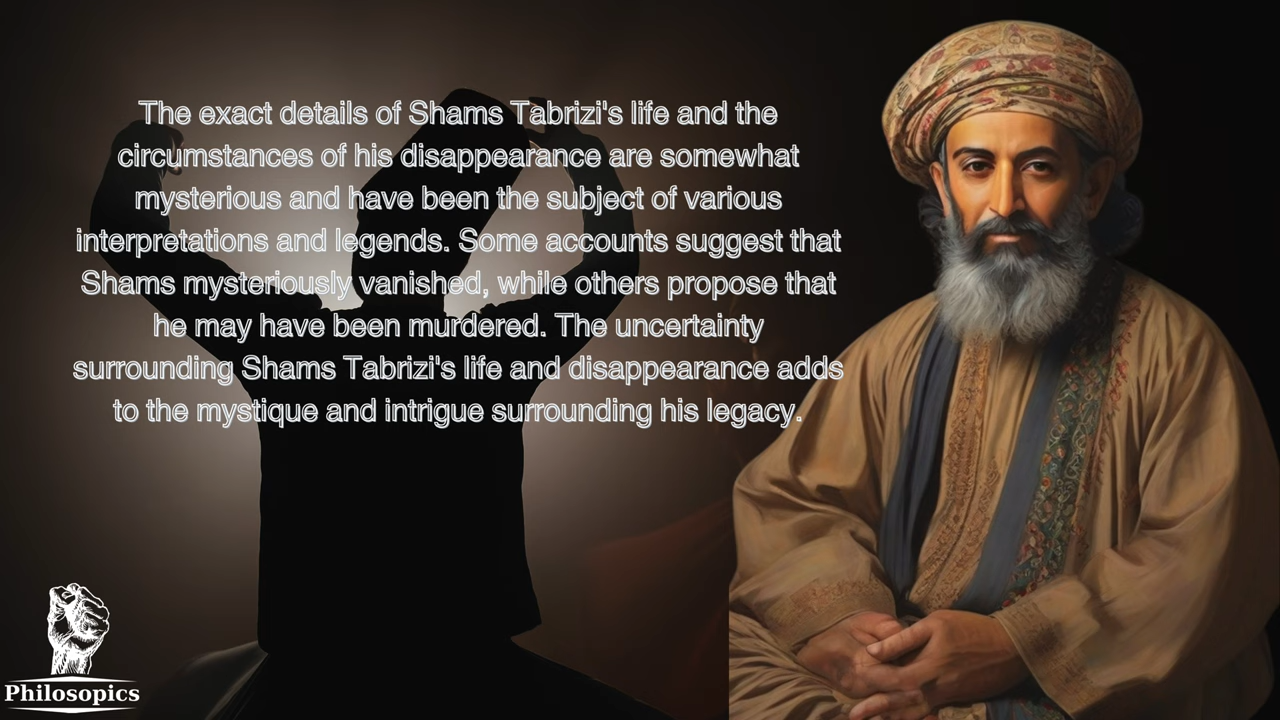 The exact details of Shams Tabrizi's life and the
circumstances of his disappearance are somewhat
mysterious and have been the subject of various
interpretations and legends. Some accounts suggest that
Shams mysteriously vanished, while others propose that
he may have been murdered. The uncertainty
surrounding Shams Tabrizi's life and disappearance adds
to the mystique and intrigue surrounding his legacy.
Philosopics